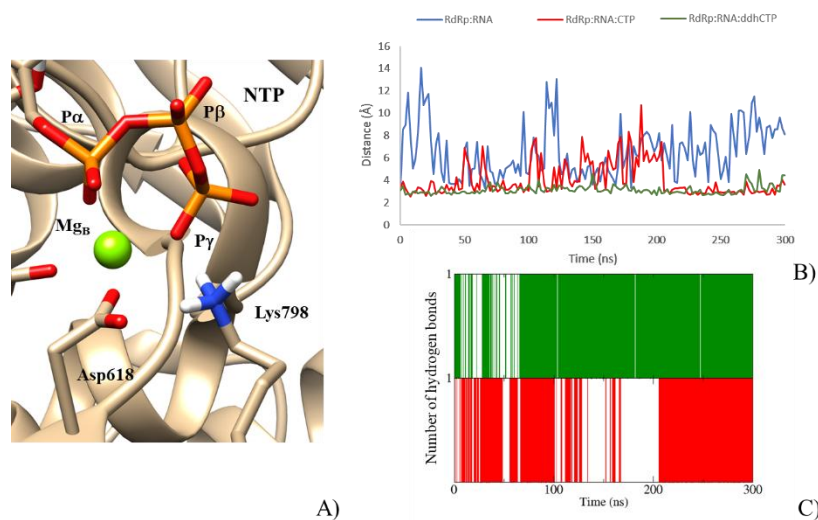 Pα
Pβ
NTP
MgB
Pγ
Lys798
Asp618
A)
RdRp:RNA RdRp:RNA:CTP RdRp:RNA:ddhCTP
Distance (Å)
16
14
12
10
8
6
4
2
0
0 50 100 150 200 250 300
Time (ns)
B)
Number of hydrogen bonds
1
1
0 100 200 300
Time (ns)
C)